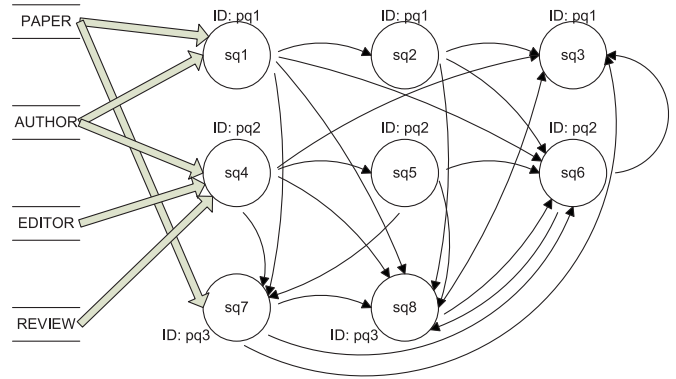 ID: pq1 ID: pq1 ID: pq1
PAPER
sq1 sq2 sq3
AUTHOR
ID: pq2 ID: pq2 ID: pq2
sq4 sq5 sq6
EDITOR
sq7 sq8
REVIEW
ID: pq3 ID: pq3